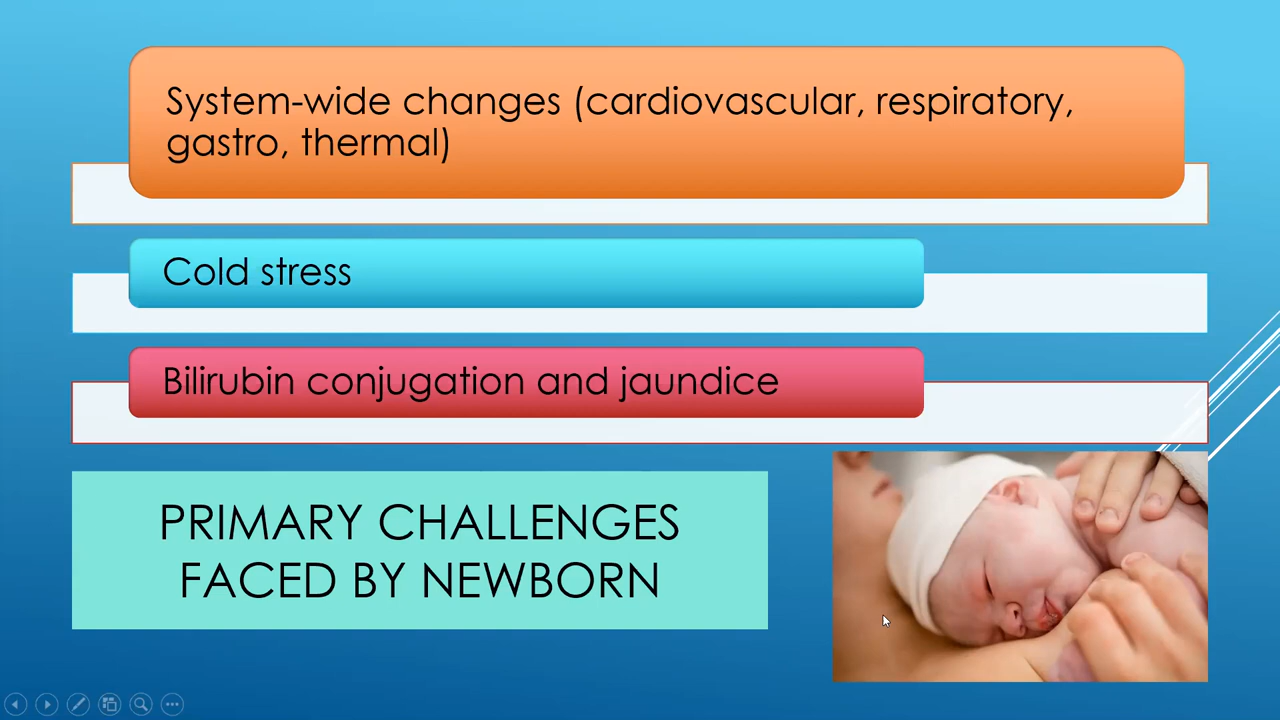 System-wide changes (cardiovascular, respiratory,
gastro, thermal)
Cold stress
Bilirubin conjugation and jaundice
PRIMARY CHALLENGES
FACED BY NEWBORN